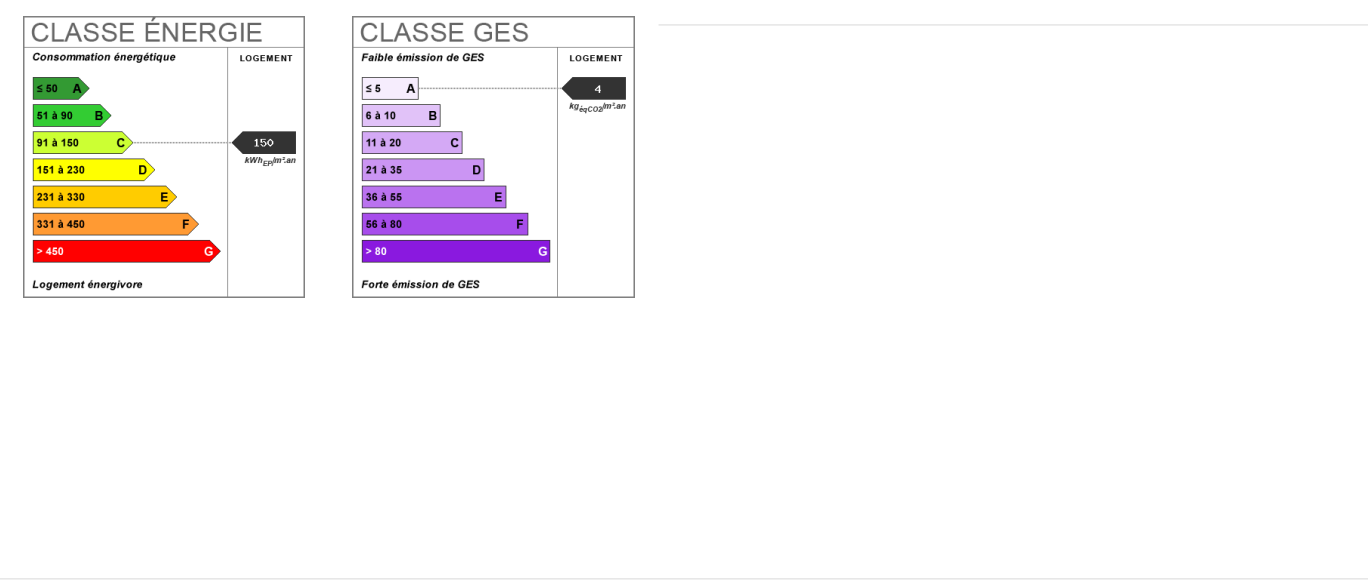 CLASSE ÉNERGIE
Consommation énergétique
LOGEMENT
≤ 50 A
51 à 90 B
91 à 150 C
150
kWhEP/m².an
151 à 230 D
231 à 330 E
331 à 450 F
> 450 G
Logement énergivore
CLASSE GES
Faible émission de GES
LOGEMENT
≤ 5 A
4
kgéqCO2/m².an
6 à 10 B
11 à 20 C
21 à 35 D
36 à 55 E
56 à 80 F
> 80 G
Forte émission de GES